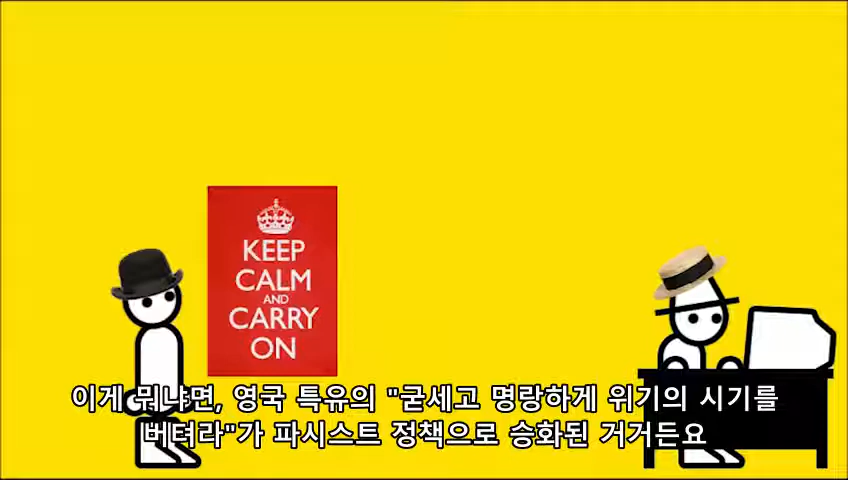 KEEP
CALM
AND
CARRY
ON
이게 뭐냐면, 영국 특유의 "굳세고 명랑하게 위기의 시기를
버텨라"가 파시스트 정책으로 승화된 거거든요